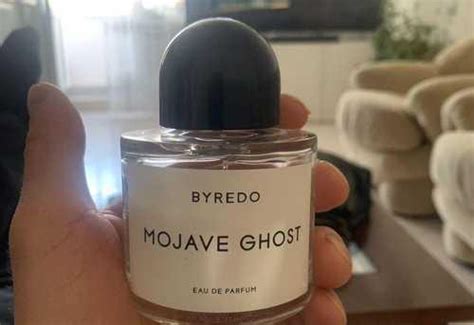 BYREDO
MOJAVE GHOST
EAU DE PARFUM